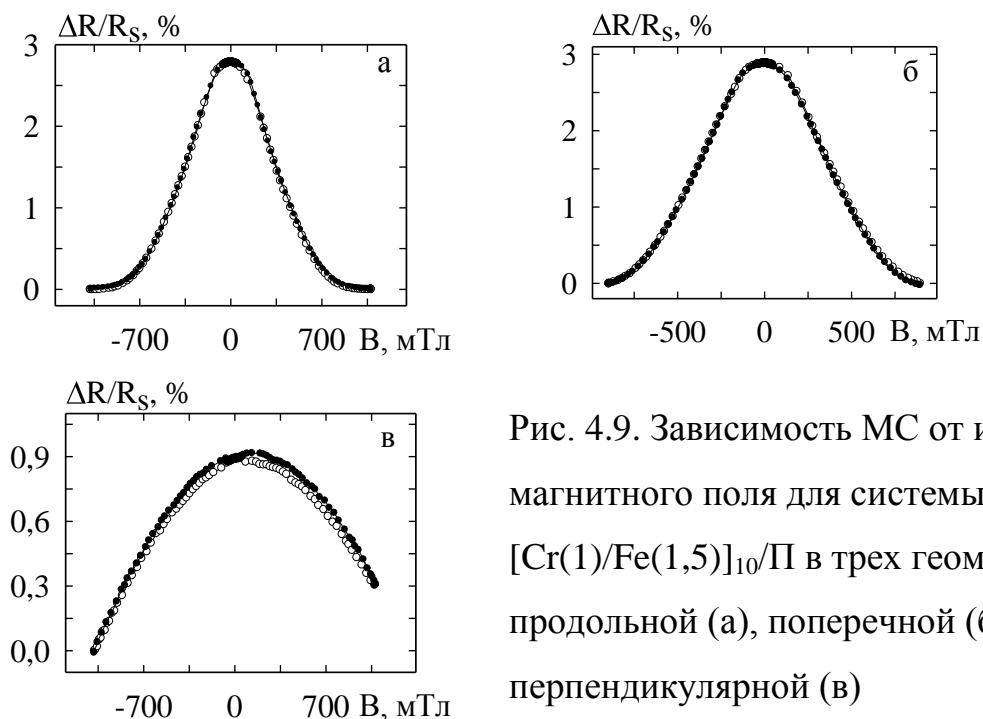 ΔR/R_S, %
3
2
1
0
а
-700 0 700 B, мТл
ΔR/R_S, %
3
2
1
0
б
-500 0 500 B, мТл
ΔR/R_S, %
0,9
0,6
0,3
0,0
в
-700 0 700 B, мТл
Рис. 4.9. Зависимость МС от и
магнитного поля для системы
[Cr(1)/Fe(1,5)]₁₀/П в трех геом
продольной (а), поперечной (
перпендикулярной (в)